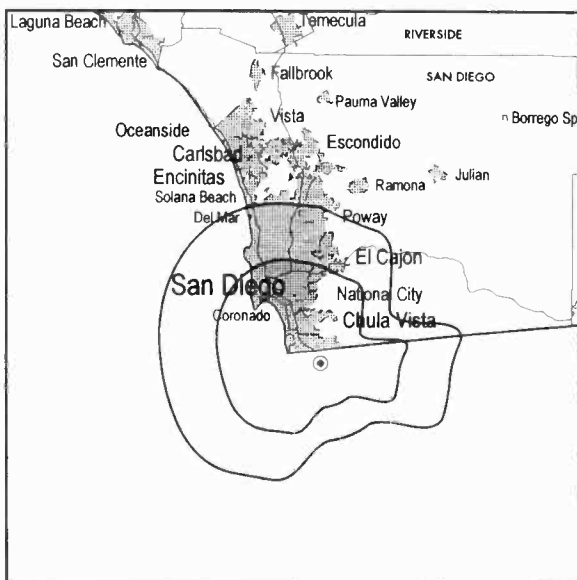 Laguna Beach
Temecula
RIVERSIDE
San Clemente
Fallbrook
SAN DIEGO
Pauma Valley
Vista
Borrego Sp
Oceanside
Escondido
Carlsbad
Encinitas
Julian
Ramona
Solana Beach
Del Mar
Poway
El Cajon
San Diego
National City
Coronado
Chula Vista